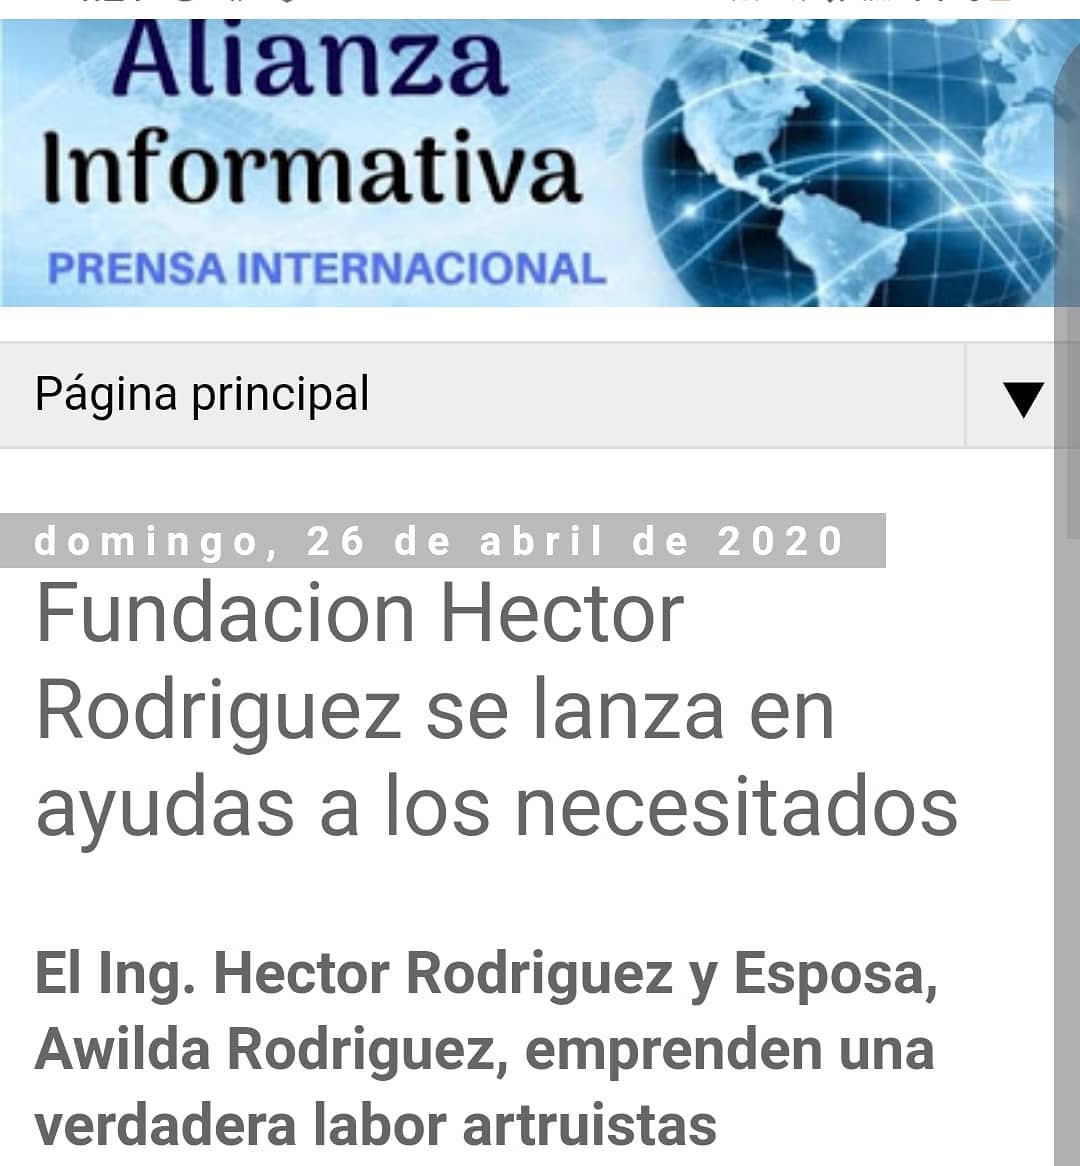 Alianza
Informativa
PRENSA INTERNACIONAL
Página principal
domingo, 26 de abril de 2020
Fundacion Hector
Rodriguez se lanza en
ayudas a los necesitados
El Ing. Hector Rodriguez y Esposa,
Awilda Rodriguez, emprenden una
verdadera labor artruistas